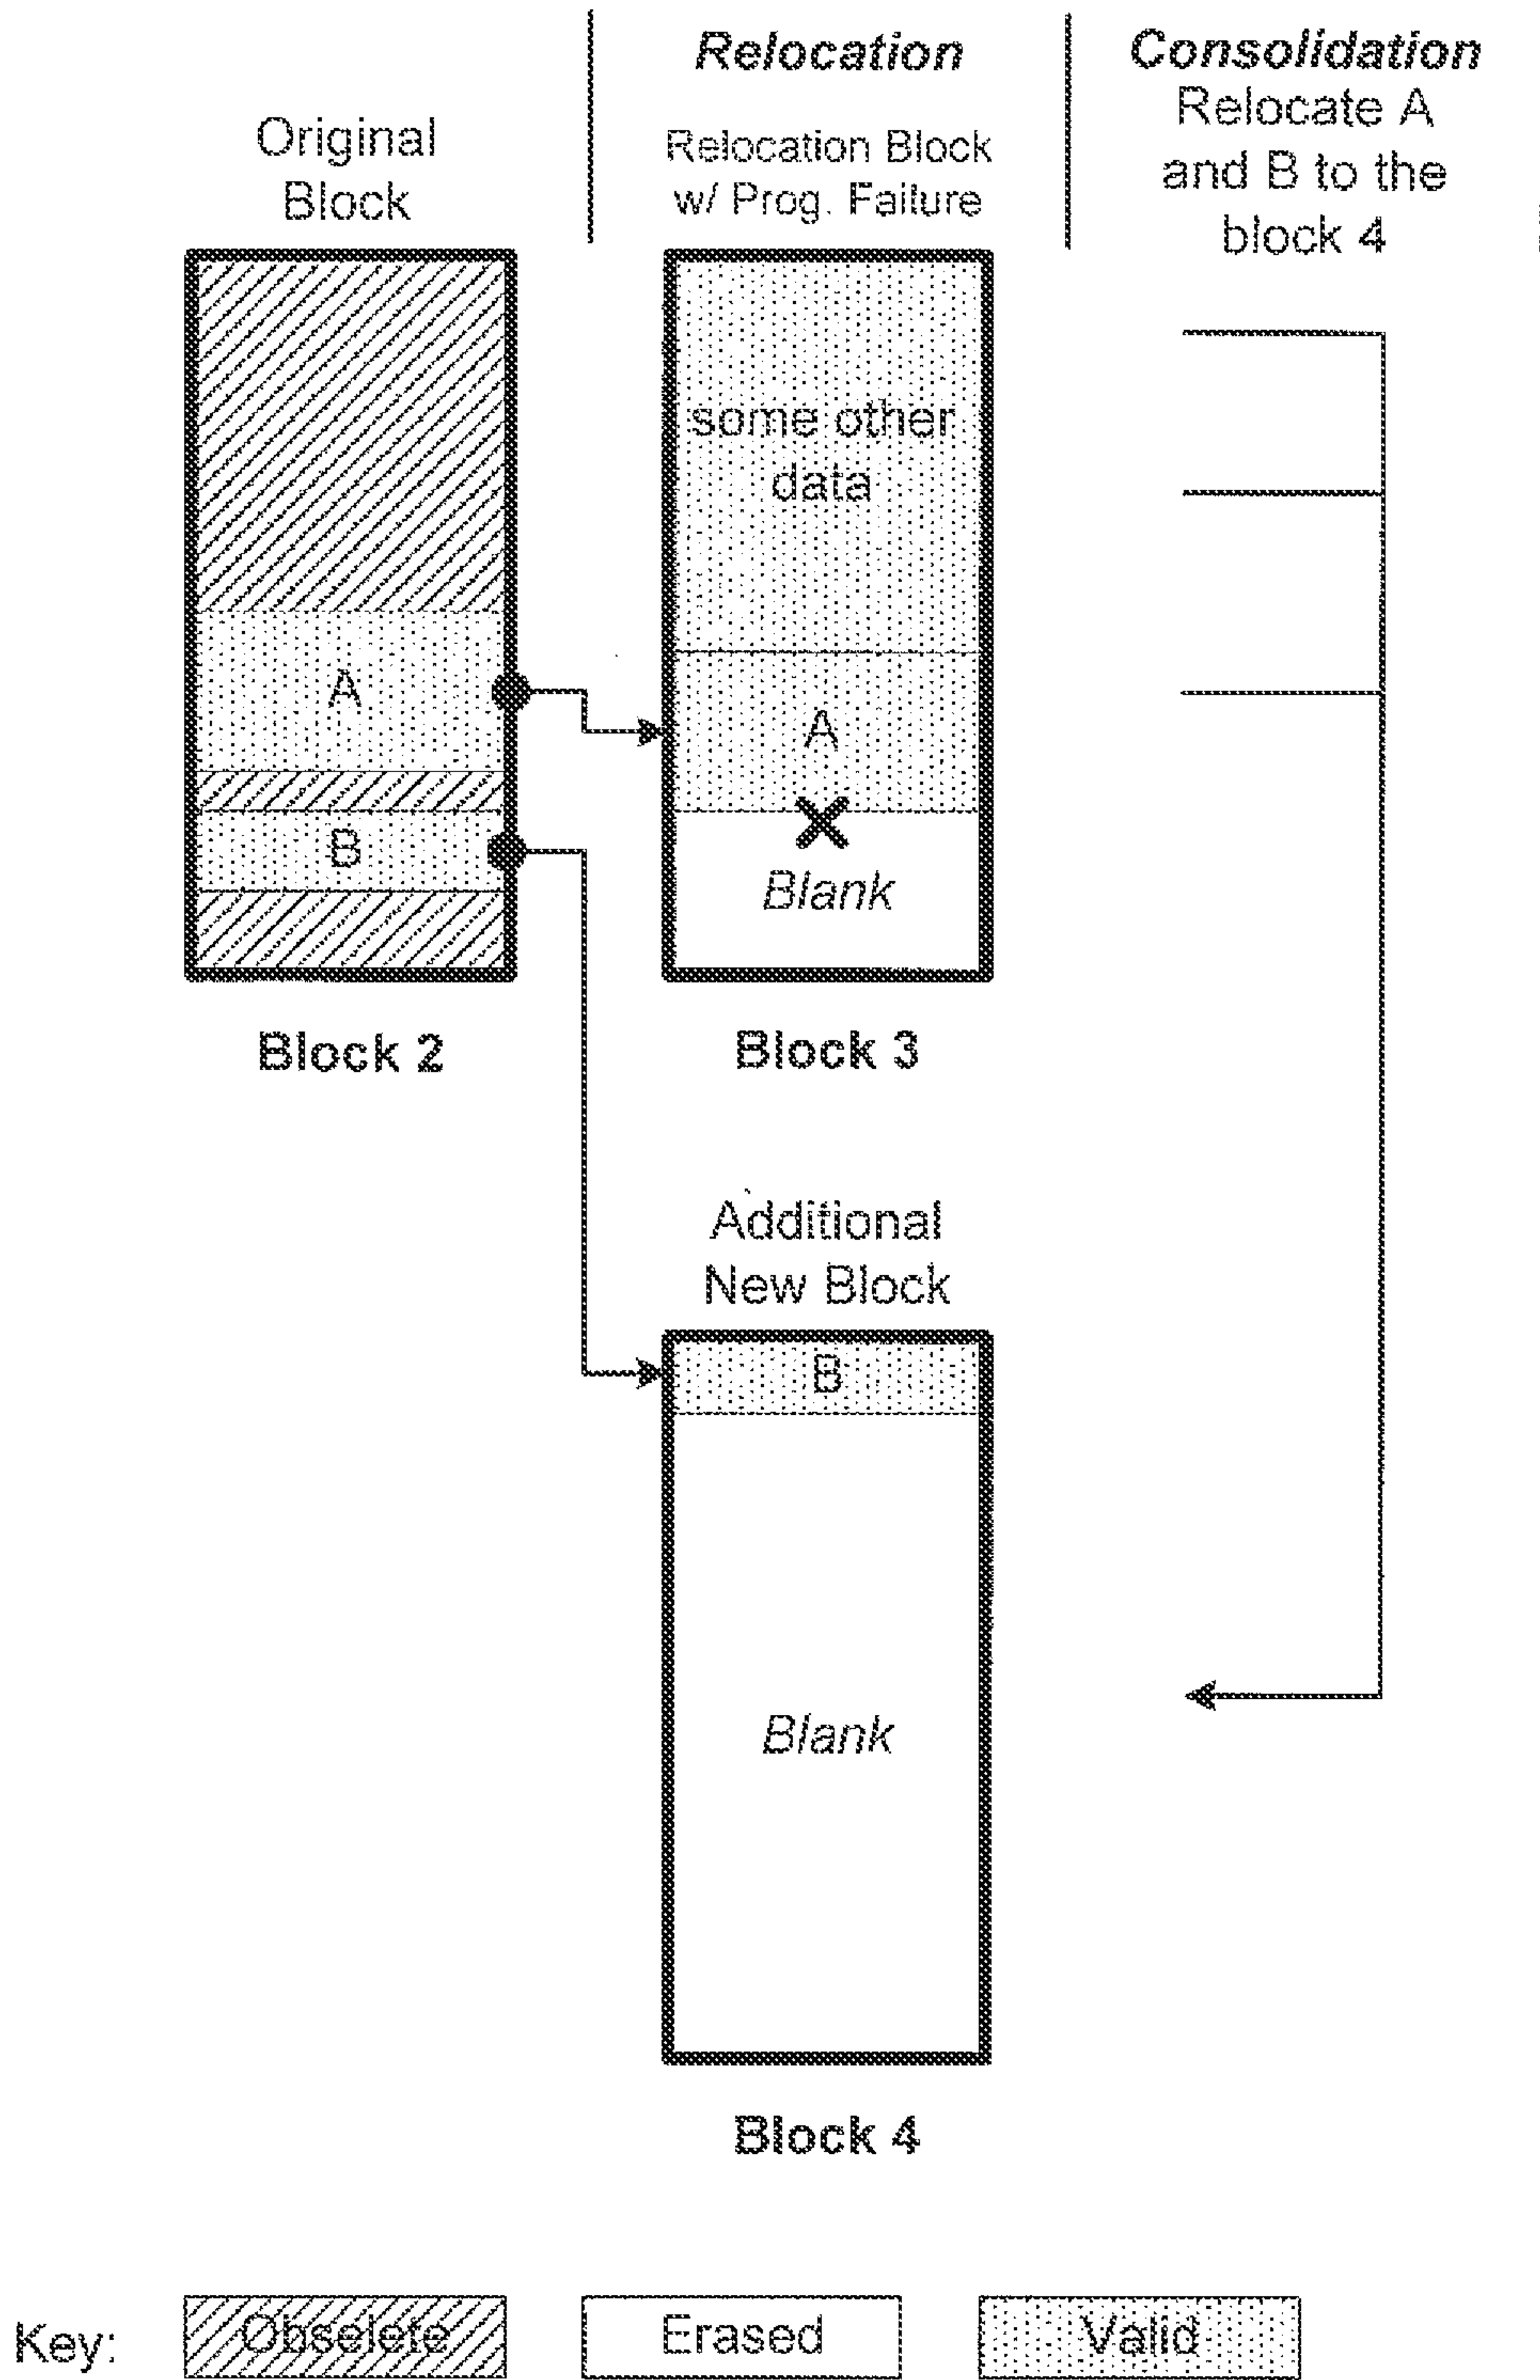 Relocation
Consolidation
Original
Block
Relocation Block
w/ Prog. Failure
Relocate A
and B to the
block 4
some other
data
A
A
B
Blank
Block 2
Block 3
Additional
New Block
B
Blank
Block 4
Key:
Obselete
Erased
Valid